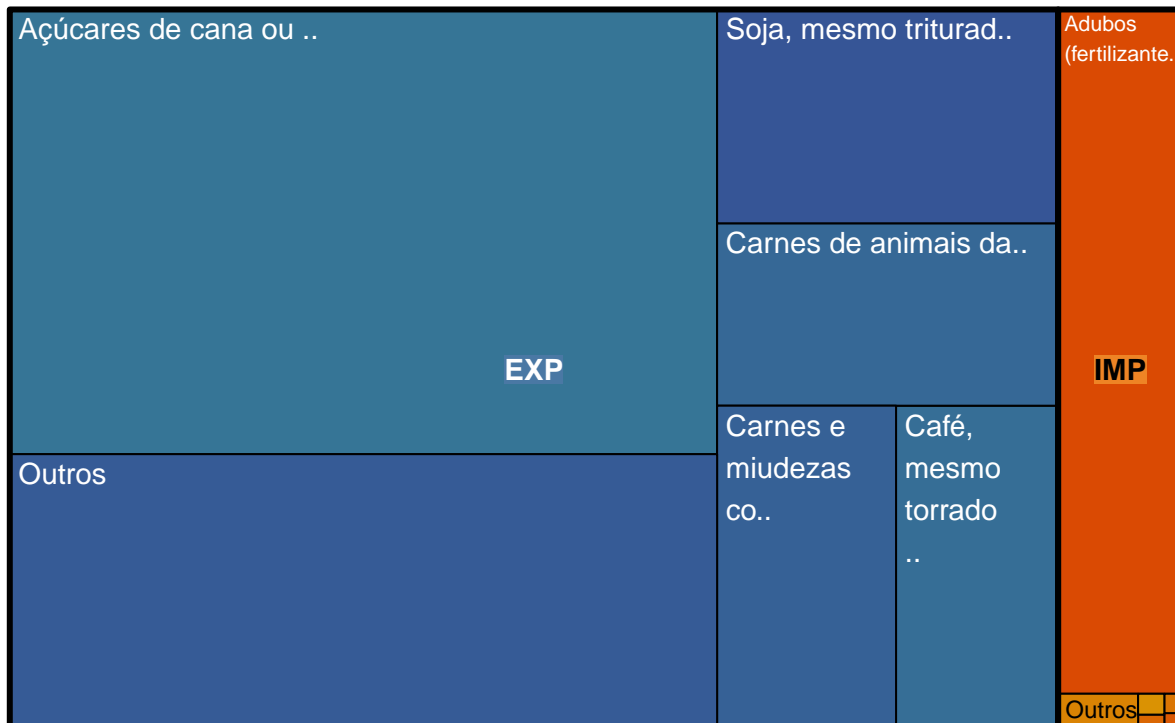 Açúcares de cana ou ..
Soja, mesmo triturad..
Adubos
(fertilizante..
Carnes de animais da..
EXP
IMP
Carnes e
miudezas
co..
Café,
mesmo
torrado
..
Outros
Outros